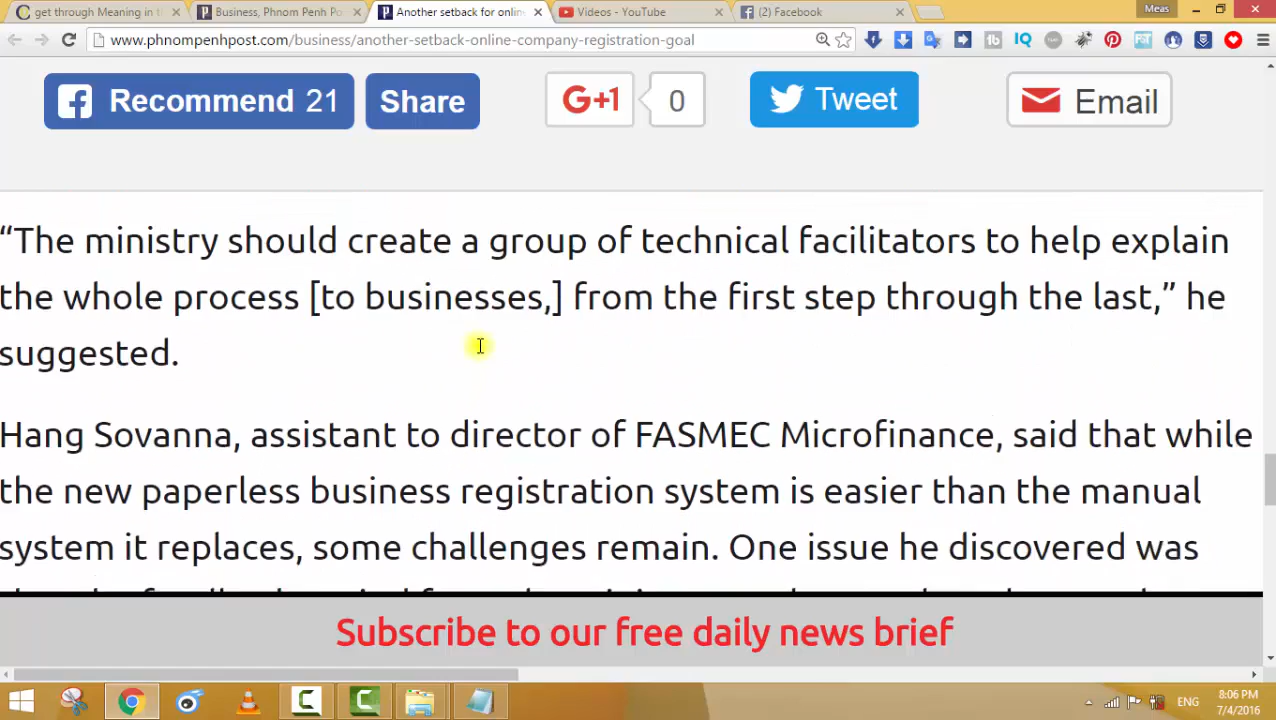 get through Meaning in t
Business, Phnom Penh Po
Another setback for onlin
Videos - YouTube
(2) Facebook
Meas
www.phnompenhpost.com/business/another-setback-online-company-registration-goal
Recommend 21
Share
G+1
0
Tweet
Email
“The ministry should create a group of technical facilitators to help explain
the whole process [to businesses,] from the first step through the last,” he
suggested.
Hang Sovanna, assistant to director of FASMEC Microfinance, said that while
the new paperless business registration system is easier than the manual
system it replaces, some challenges remain. One issue he discovered was
Subscribe to our free daily news brief
ENG
8:06 PM
7/4/2016